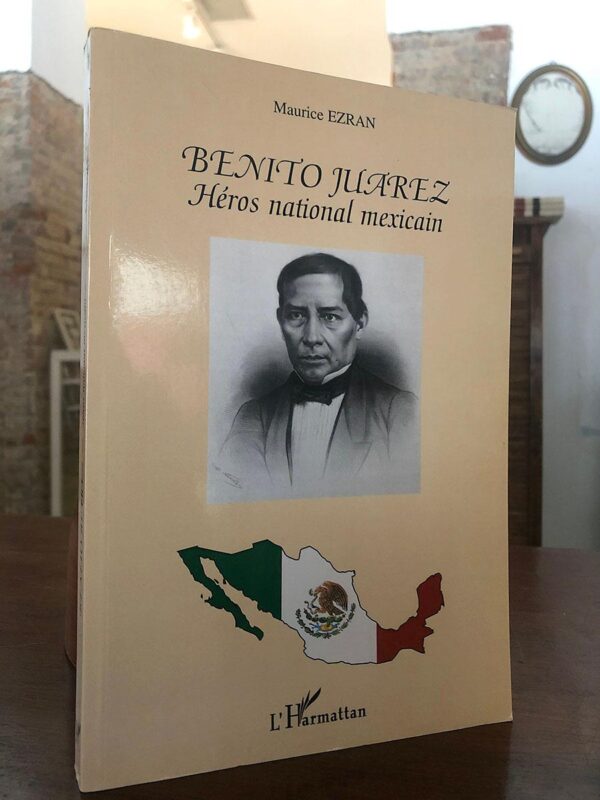 Maurice EZRAN
BENITO JUAREZ
Héros national mexicain
L'Harmattan